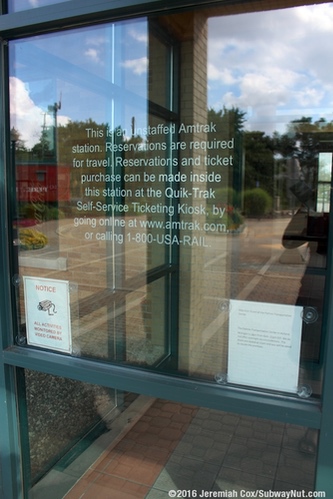 This is an unstaffed Amtrak
station. Reservations are required
for travel. Reservations and ticket
purchase can be made inside
this station at the Quik-Trak
Self-Service Ticketing Kiosk, by
going online at www.amtrak.com,
or calling 1-800-USA-RAIL.
NOTICE
ALL ACTIVITIES
MONITORED BY
VIDEO CAMERA
©2016 Jeremiah Cox/SubwayNut.com